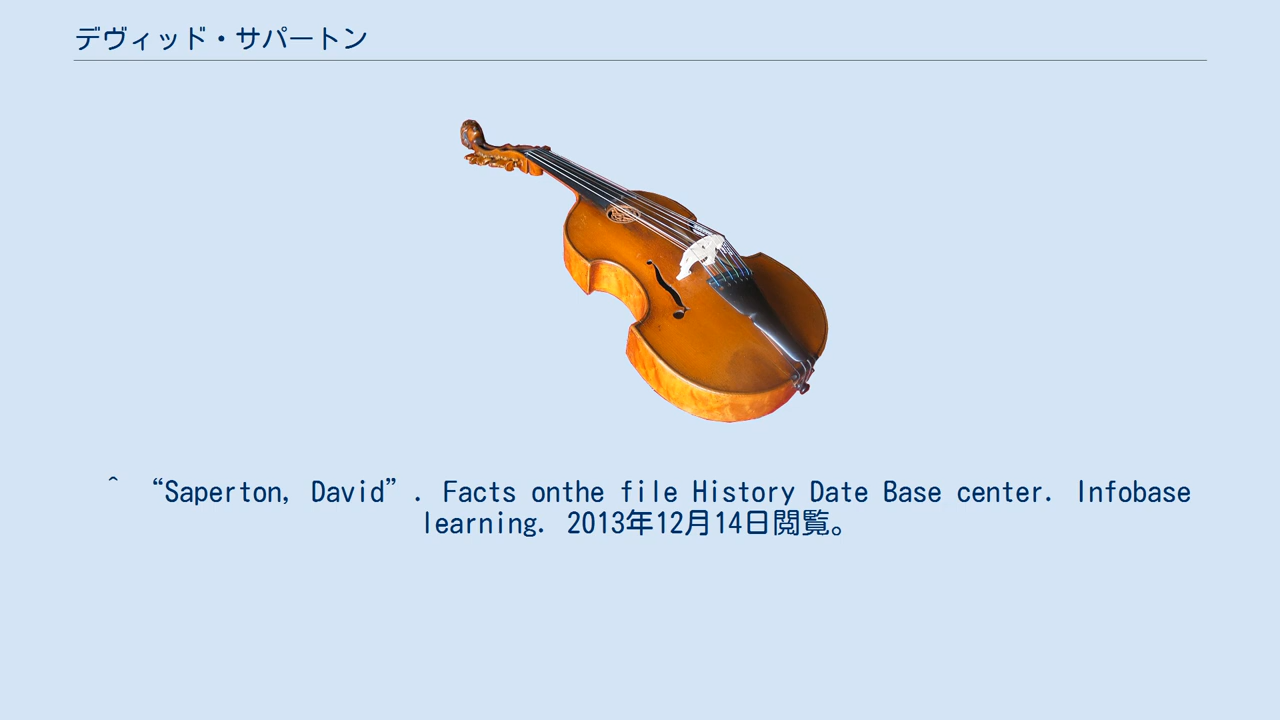 デヴィッド・サパートン
^ “Saperton, David”. Facts onthe file History Date Base center. Infobase
learning. 2013年12月14日閲覧。